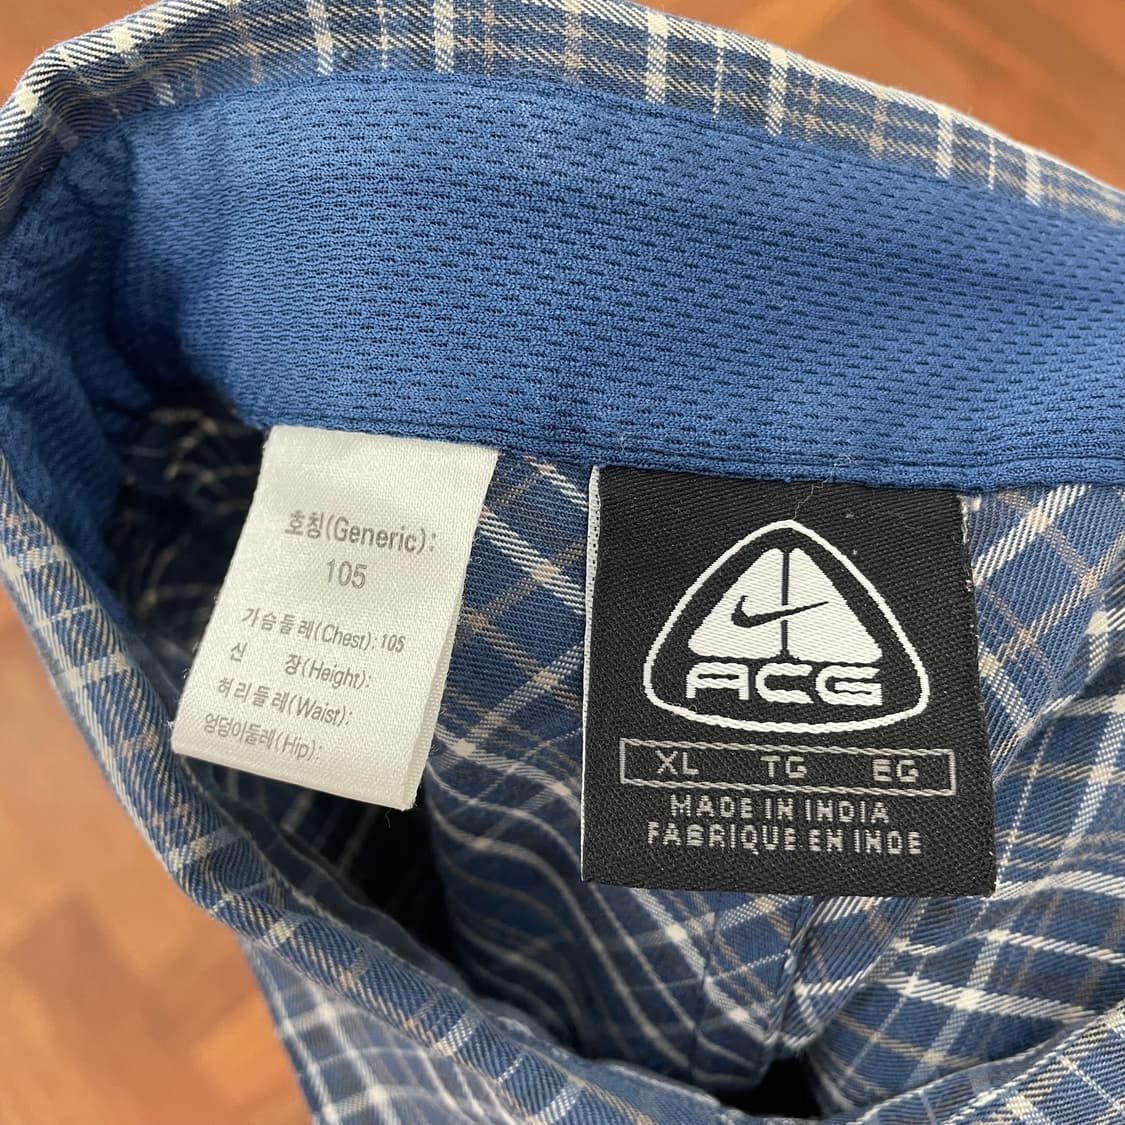 호칭(Generic):
105
가슴둘레(Chest):105
신 장(Height):
허리둘레(Waist):
엉덩이둘레(Hip):
ACG
XL TG EG
MADE IN INDIA
FABRIQUE EN INDE